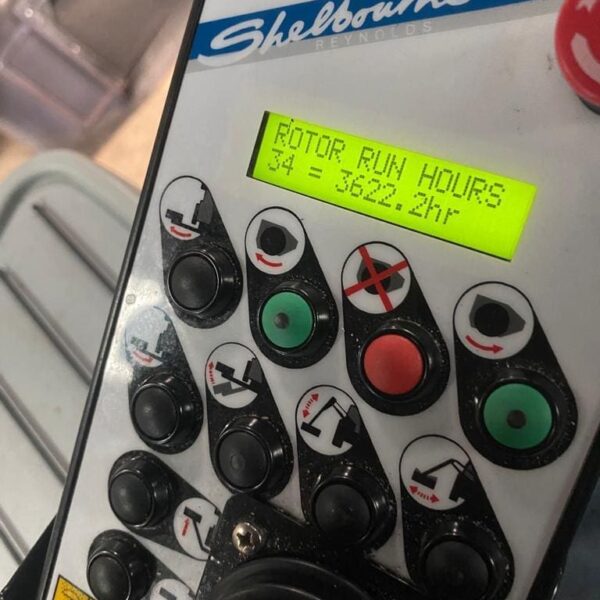 Shelbourne
REYNOLDS
ROTOR RUN HOURS
34 = 3622.2hr